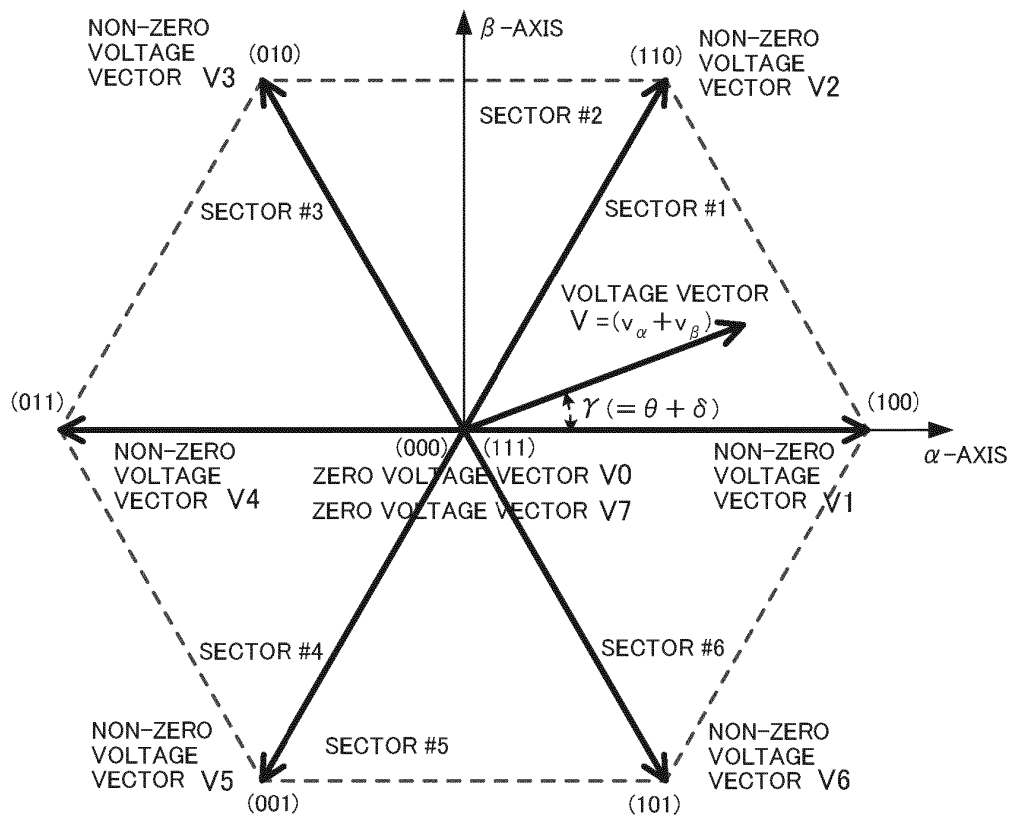 β-AXIS
NON-ZERO
VOLTAGE
VECTOR V3
(010)
(110)
NON-ZERO
VOLTAGE
VECTOR V2
SECTOR #2
SECTOR #3
SECTOR #1
VOLTAGE VECTOR
V =(vα+vβ)
γ (= θ + δ)
(011)
(100)
α-AXIS
(000)
(111)
NON-ZERO
VOLTAGE
VECTOR V4
ZERO VOLTAGE VECTOR V0
ZERO VOLTAGE VECTOR V7
NON-ZERO
VOLTAGE
VECTOR V1
SECTOR #4
SECTOR #6
NON-ZERO
VOLTAGE
VECTOR V5
SECTOR #5
NON-ZERO
VOLTAGE
VECTOR V6
(001)
(101)